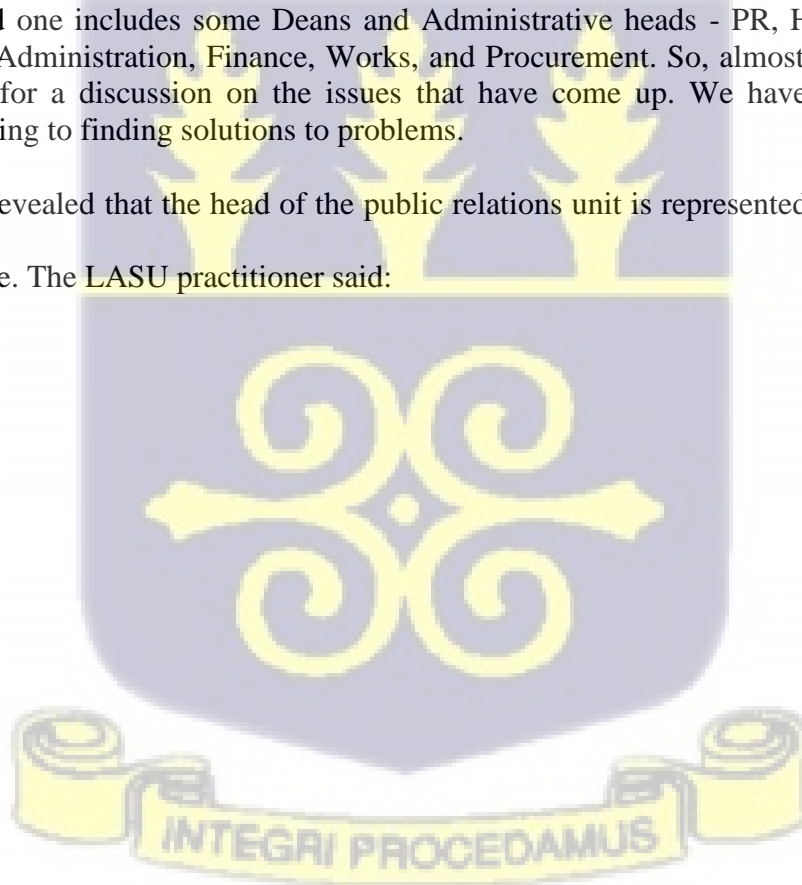 one includes some Deans and Administrative heads - PR, H
Administration, Finance, Works, and Procurement. So, almost
for a discussion on the issues that have come up. We have
ing to finding solutions to problems.
evealed that the head of the public relations unit is represented
e. The LASU practitioner said:
INTEGRI PROCEDAMUS